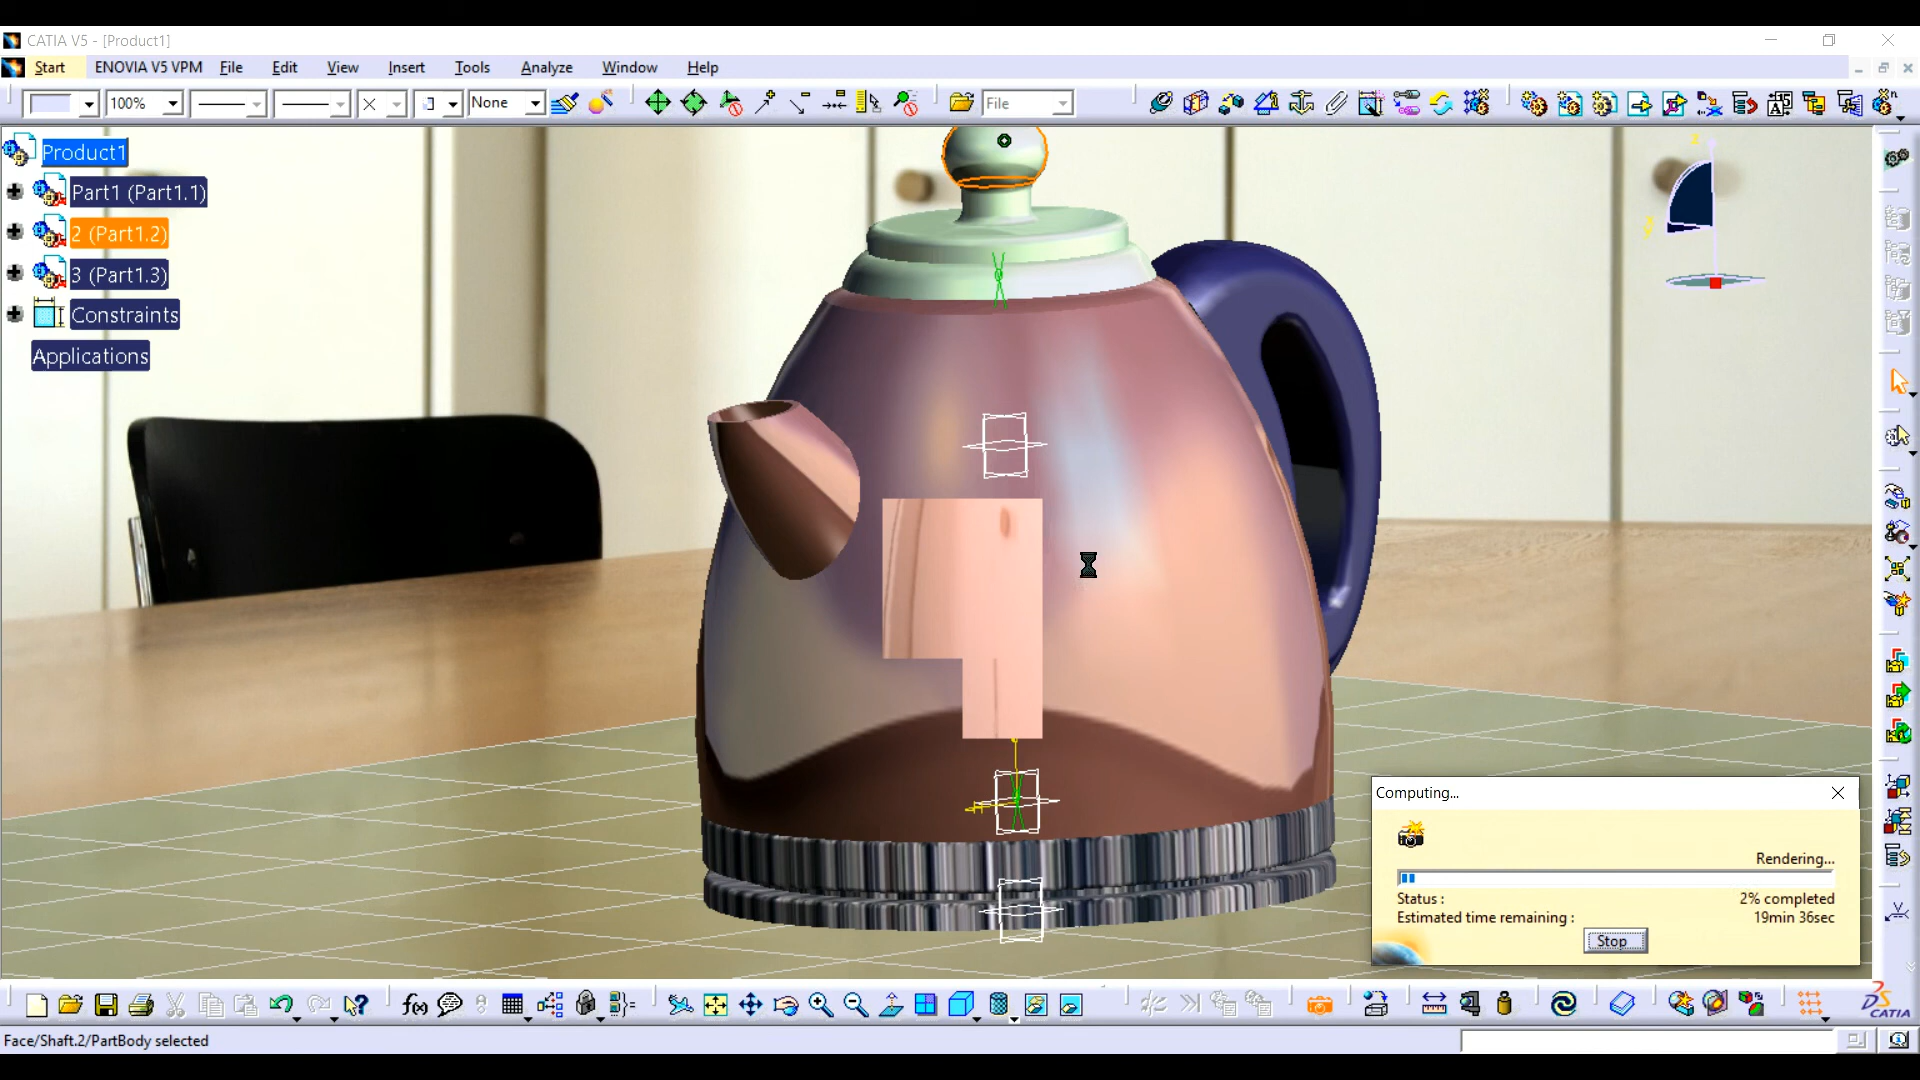 CATIA V5 - [Product1]
Start ENOVIA V5 VPM File Edit View Insert Tools Analyze Window Help
100% None File
Product1
Part1 (Part1.1)
2 (Part1.2)
3 (Part1.3)
Constraints
Applications
z
y
Computing...
Rendering...
Status : 2% completed
Estimated time remaining : 19min 36sec
Stop
f(x)
CATIA
Face/Shaft.2/PartBody selected